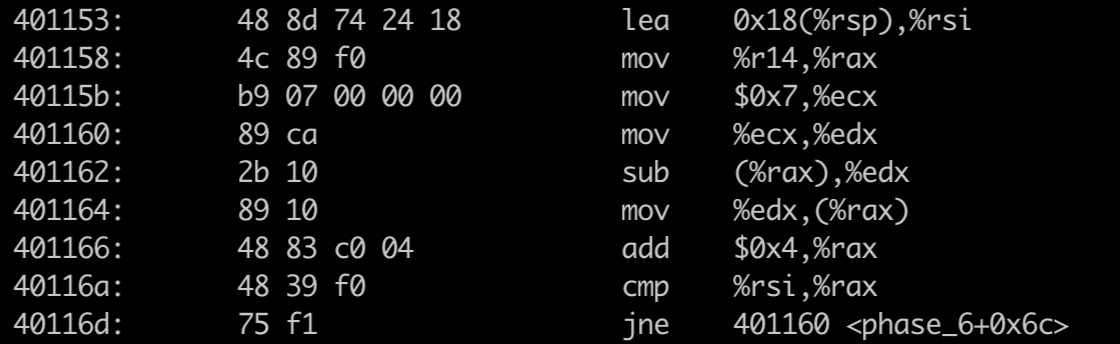 401153: 48 8d 74 24 18 lea 0x18(%rsp),%rsi
401158: 4c 89 f0 mov %r14,%rax
40115b: b9 07 00 00 00 mov $0x7,%ecx
401160: 89 ca mov %ecx,%edx
401162: 2b 10 sub (%rax),%edx
401164: 89 10 mov %edx,(%rax)
401166: 48 83 c0 04 add $0x4,%rax
40116a: 48 39 f0 cmp %rsi,%rax
40116d: 75 f1 jne 401160 <phase_6+0x6c>